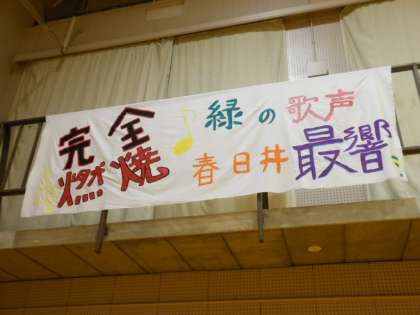 完全
燃焼
緑の歌声
春日井最響